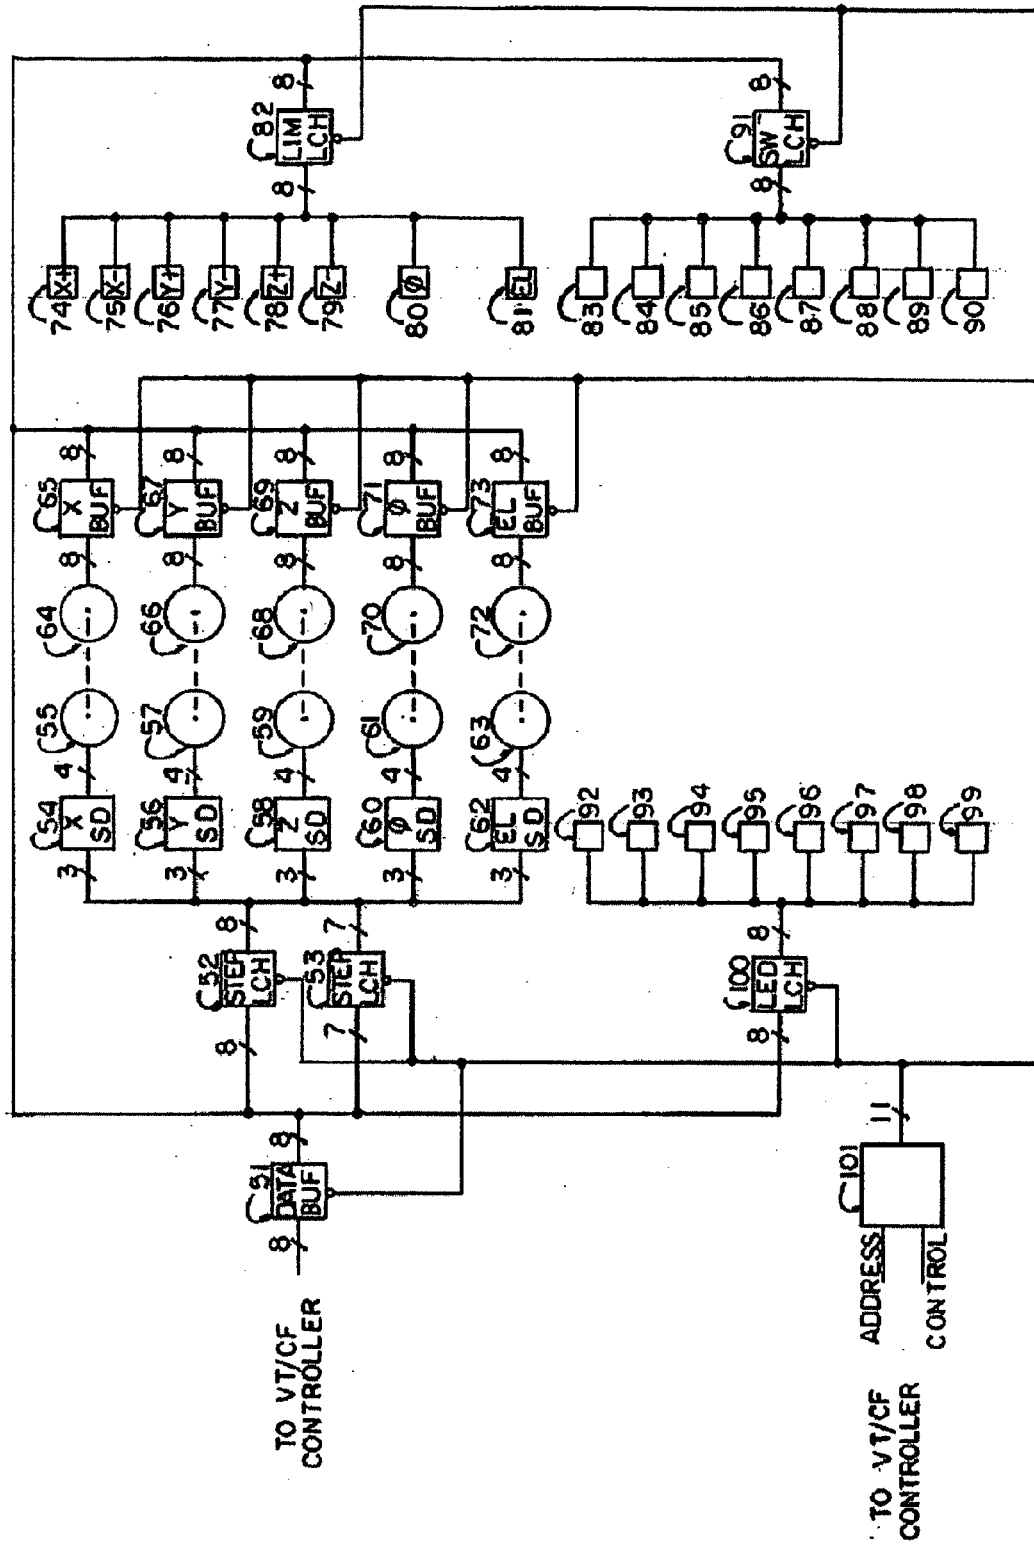 TO VT/CF
CONTROLLER
8
51
DATA
BUF
8
8
52
STEP
LCH
8
7
53
STEP
LCH
7
3
54
X
SD
4
55
64
8
65
X
BUF
8
3
56
Y
SD
4
57
66
8
67
Y
BUF
8
3
58
Z
SD
4
59
68
8
69
Z
BUF
8
3
60
Ø
SD
4
61
70
8
71
Ø
BUF
8
3
62
EL
SD
4
63
72
8
73
EL
BUF
8
74
X+
75
X-
76
Y+
77
Y-
78
Z+
79
Z-
80
Ø
81
EL
8
82
LIM
LCH
8
83
84
85
86
87
88
89
90
8
91
SW
LCH
8
8
100
LED
LCH
8
92
93
94
95
96
97
98
99
TO VT/CF
CONTROLLER
ADDRESS
CONTROL
101
11